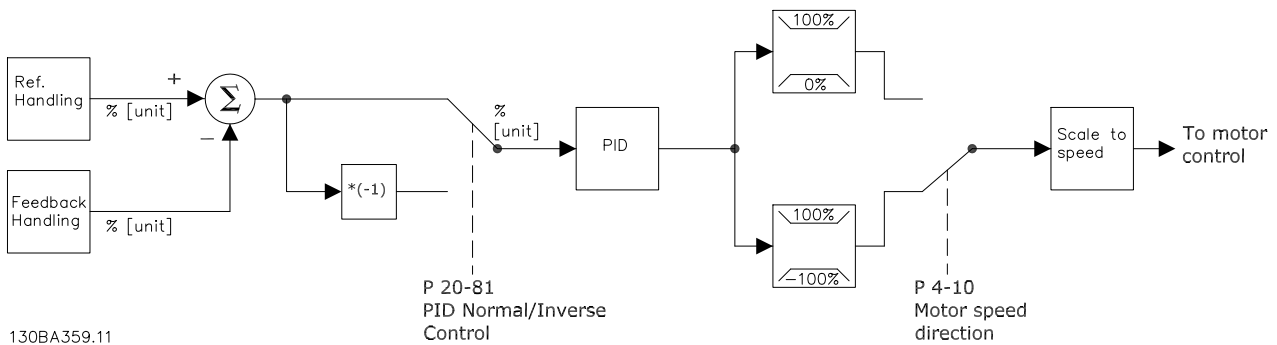 Ref.
Handling
+
% [unit]
Σ
−
Feedback
Handling
% [unit]
*(-1)
%
[unit]
PID
100%
0%
100%
-100%
Scale to
speed
To motor
control
P 20-81
PID Normal/Inverse
Control
P 4-10
Motor speed
direction
130BA359.11